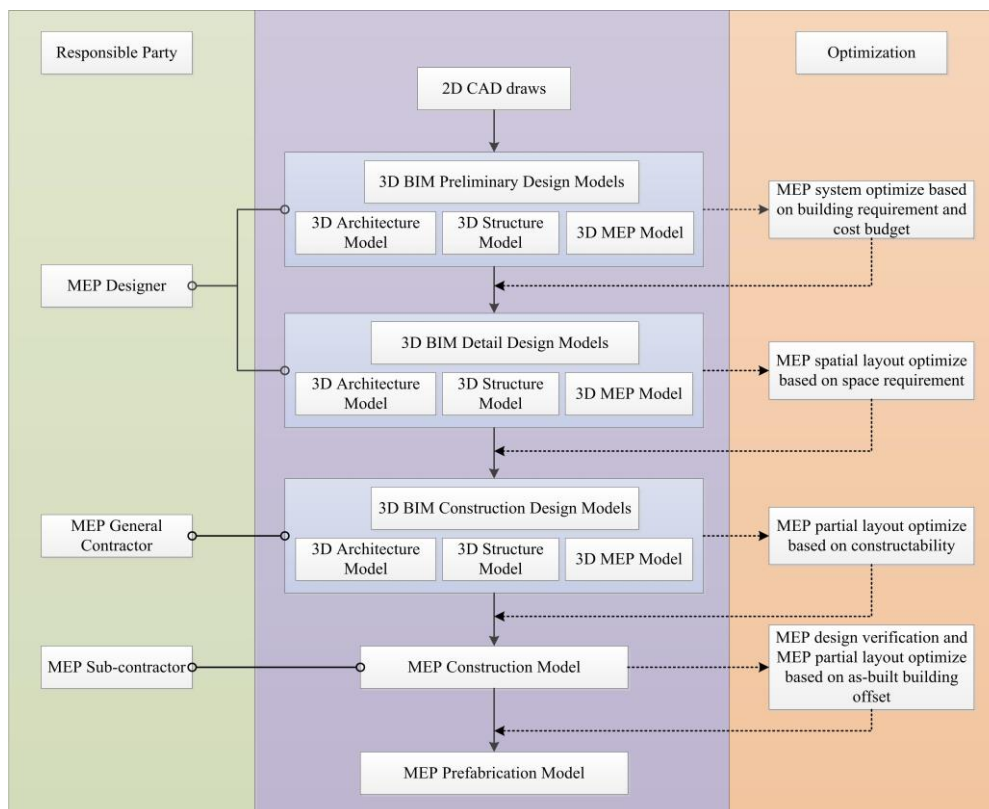 Responsible Party
Optimization
2D CAD draws
3D BIM Preliminary Design Models
3D Architecture
Model
3D Structure
Model
3D MEP Model
MEP system optimize based
on building requirement and
cost budget
MEP Designer
3D BIM Detail Design Models
3D Architecture
Model
3D Structure
Model
3D MEP Model
MEP spatial layout optimize
based on space requirement
3D BIM Construction Design Models
MEP General
Contractor
3D Architecture
Model
3D Structure
Model
3D MEP Model
MEP partial layout optimize
based on constructability
MEP Sub-contractor
MEP Construction Model
MEP design verification and
MEP partial layout optimize
based on as-built building
offset
MEP Prefabrication Model